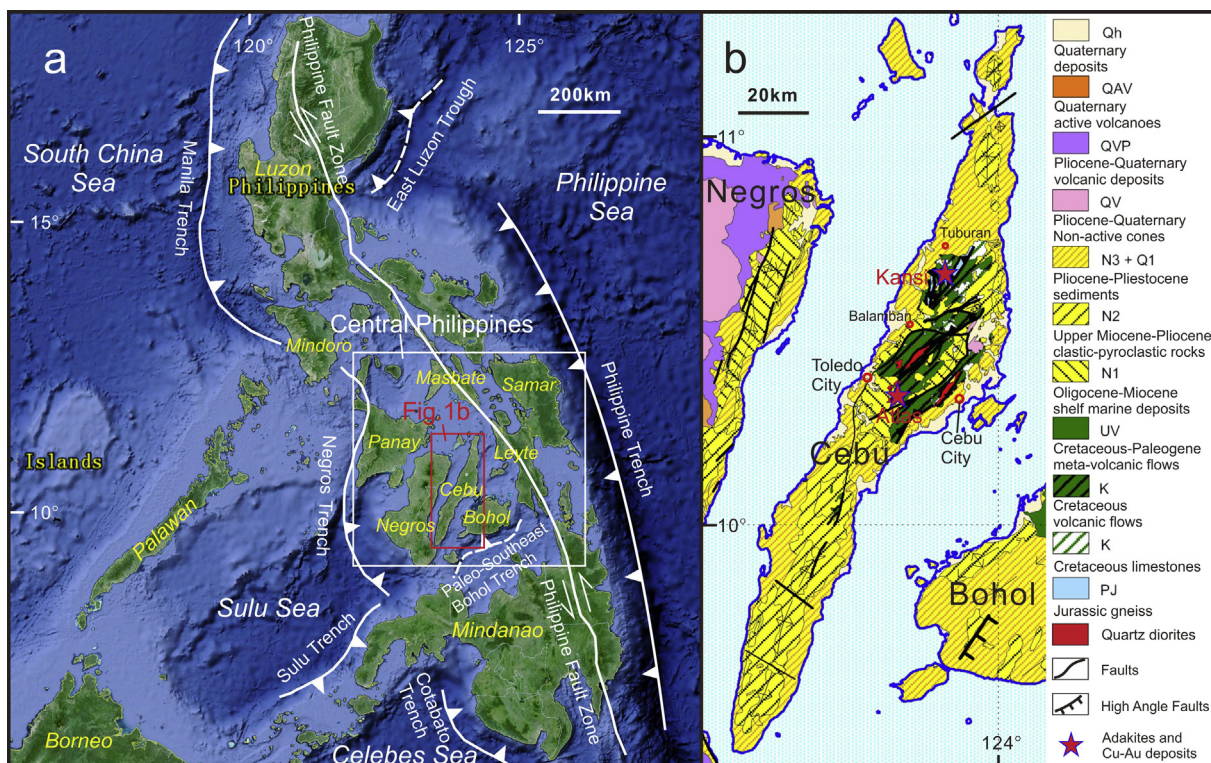 a
120°
125°
200km
South China
Sea
Philippine Fault Zone
East Luzon Trough
Manila Trench
Luzon
Philippines
Philippine
Sea
15°
Central Philippines
Mindoro
Masbate
Samar
Fig.1b
Panay
Leyte
Philippine Trench
Islands
Negros Trench
Cebu
Negros
Bohol
10°
Palawan
Paleo-Southeast
Bohol Trench
Sulu Sea
Sulu Trench
Mindanao
Philippine Fault Zone
Cotabato
Trench
Borneo
Celebes Sea
b
20km
11°
Negros
Tuburan
Kansi
Balamban
Toledo
City
Atlas
Cebu
Cebu
City
10°
Bohol
124°
Qh
Quaternary
deposits
QAV
Quaternary
active volcanoes
QVP
Pliocene-Quaternary
volcanic deposits
QV
Pliocene-Quaternary
Non-active cones
N3 + Q1
Pliocene-Pliestocene
sediments
N2
Upper Miocene-Pliocene
clastic-pyroclastic rocks
N1
Oligocene-Miocene
shelf marine deposits
UV
Cretaceous-Paleogene
meta-volcanic flows
K
Cretaceous
volcanic flows
K
Cretaceous limestones
PJ
Jurassic gneiss
Quartz diorites
Faults
High Angle Faults
Adakites and
Cu-Au deposits